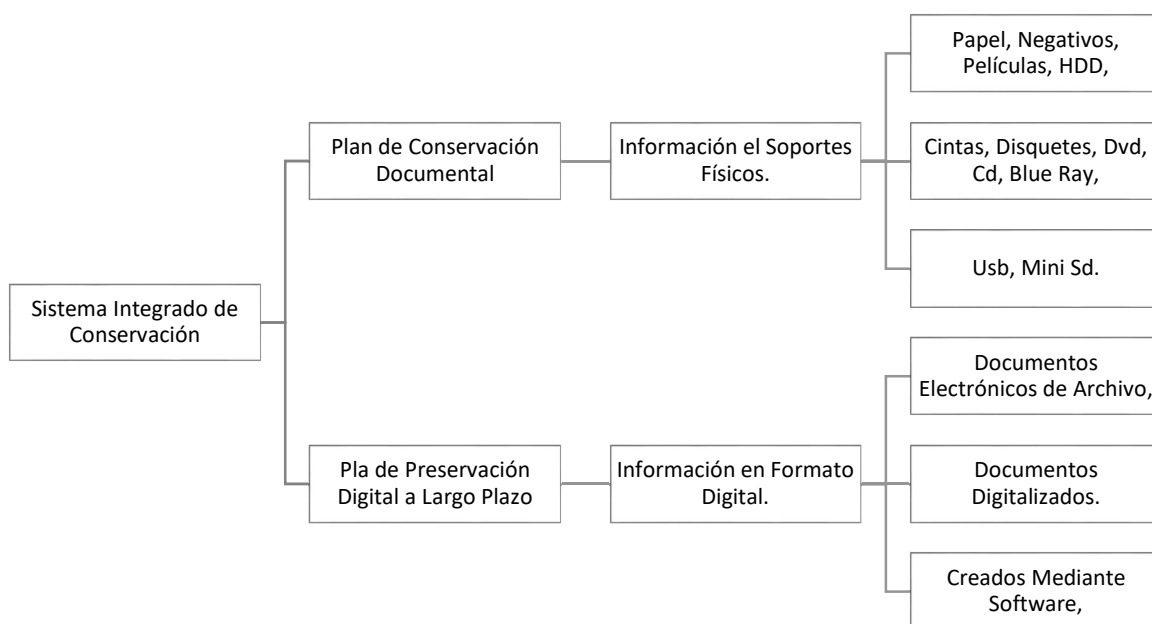 Sistema Integrado de
Conservación
Plan de Conservación
Documental
Información el Soportes
Físicos.
Papel, Negativos,
Películas, HDD,
Cintas, Disquetes, Dvd,
Cd, Blue Ray,
Usb, Mini Sd.
Pla de Preservación
Digital a Largo Plazo
Información en Formato
Digital.
Documentos
Electrónicos de Archivo,
Documentos
Digitalizados.
Creados Mediante
Software,